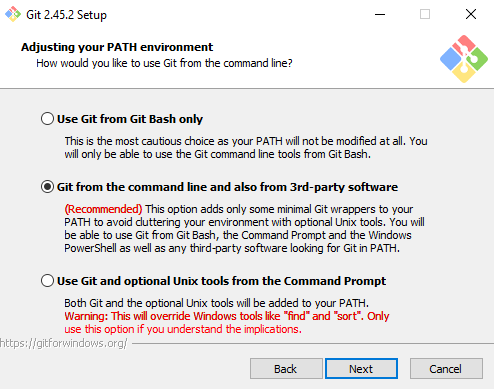 Git 2.45.2 Setup
Adjusting your PATH environment
How would you like to use Git from the command line?
Use Git from Git Bash only
This is the most cautious choice as your PATH will not be modified at all. You
will only be able to use the Git command line tools from Git Bash.
Git from the command line and also from 3rd-party software
(Recommended) This option adds only some minimal Git wrappers to your
PATH to avoid cluttering your environment with optional Unix tools. You will
be able to use Git from Git Bash, the Command Prompt and the Windows
PowerShell as well as any third-party software looking for Git in PATH.
Use Git and optional Unix tools from the Command Prompt
Both Git and the optional Unix tools will be added to your PATH.
Warning: This will override Windows tools like "find" and "sort". Only
use this option if you understand the implications.
https://gitforwindows.org/
Back Next Cancel